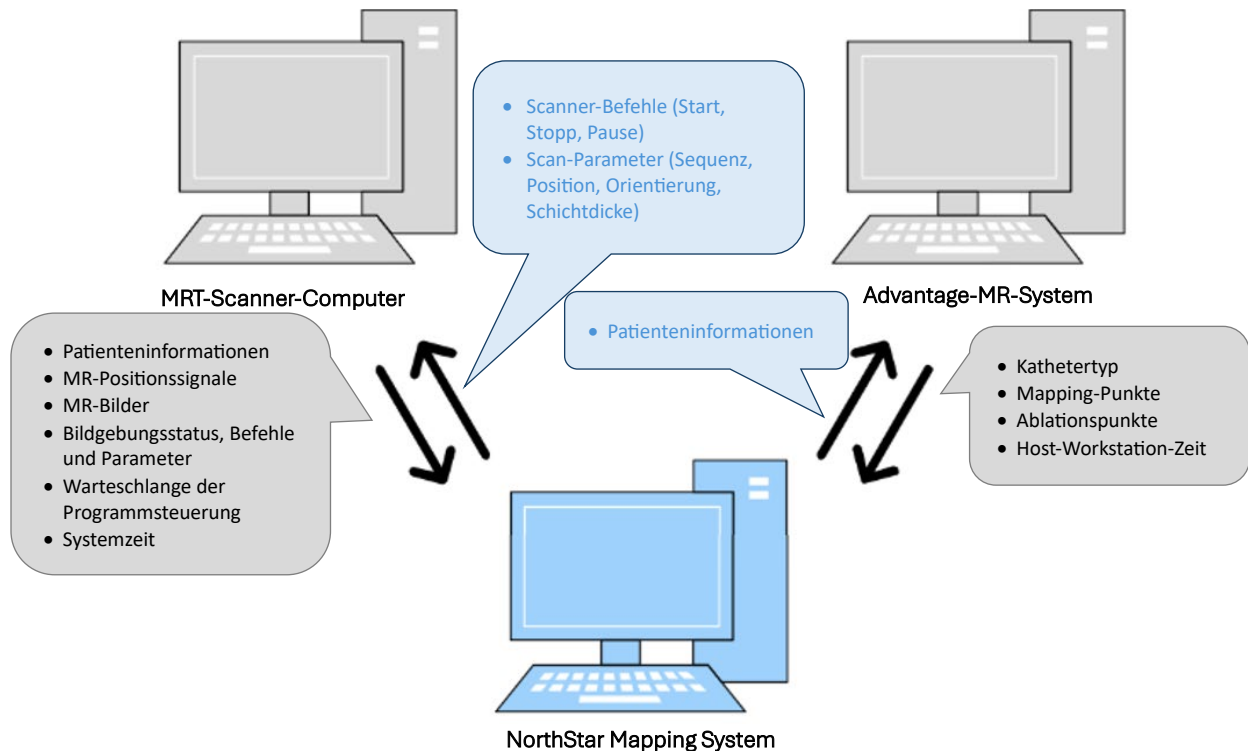 • Scanner-Befehle (Start,
Stopp, Pause)
• Scan-Parameter (Sequenz,
Position, Orientierung,
Schichtdicke)
MRT-Scanner-Computer
Advantage-MR-System
• Patienteninformationen
• Patienteninformationen
• MR-Positionssignale
• MR-Bilder
• Bildgebungsstatus, Befehle
und Parameter
• Warteschlange der
Programmsteuerung
• Systemzeit
• Kathetertyp
• Mapping-Punkte
• Ablationspunkte
• Host-Workstation-Zeit
NorthStar Mapping System